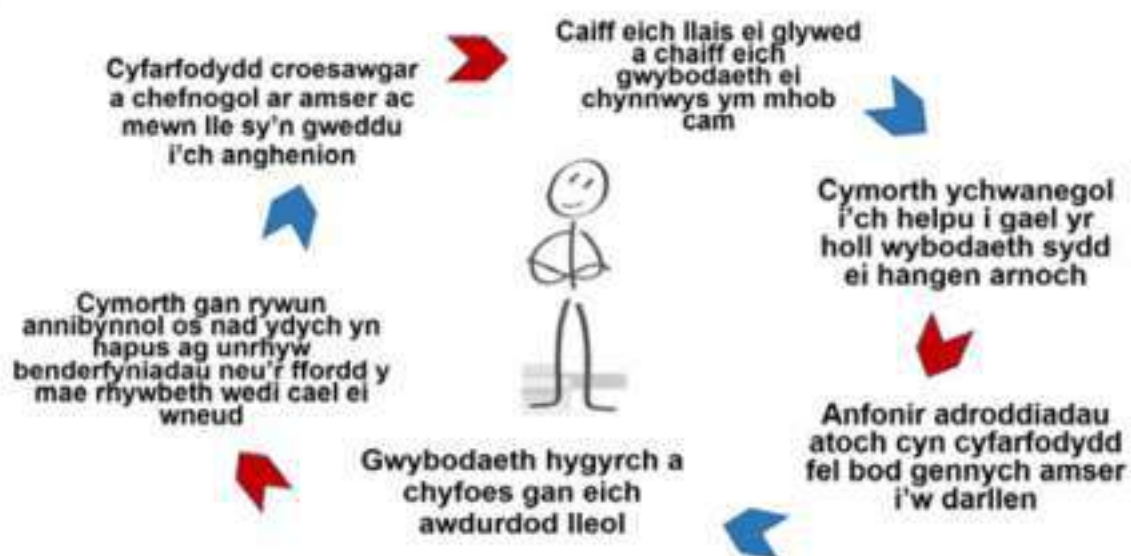 Cyfarfodydd croesawgar
a chefnogol ar amser ac
mewn lle sy'n gweddu
i'ch anghenion
Caiff eich llais ei glywed
a chaiff eich
gwybodaeth ei
chynnwys ym mhob
cam
Cymorth ychwanegol
i'ch helpu i gael yr
holl wybodaeth sydd
ei hangen arnoch
Anfonir adroddiadau
atoch cyn cyfarfodydd
fel bod gennych amser
i'w darllen
Gwybodaeth hygyrch a
chyfoes gan eich
awdurdod lleol
Cymorth gan rywun
annibynnol os nad ydych yn
hapus ag unrhyw
benderfyniadau neu'r ffordd y
mae rhywbeth wedi cael ei
wneud